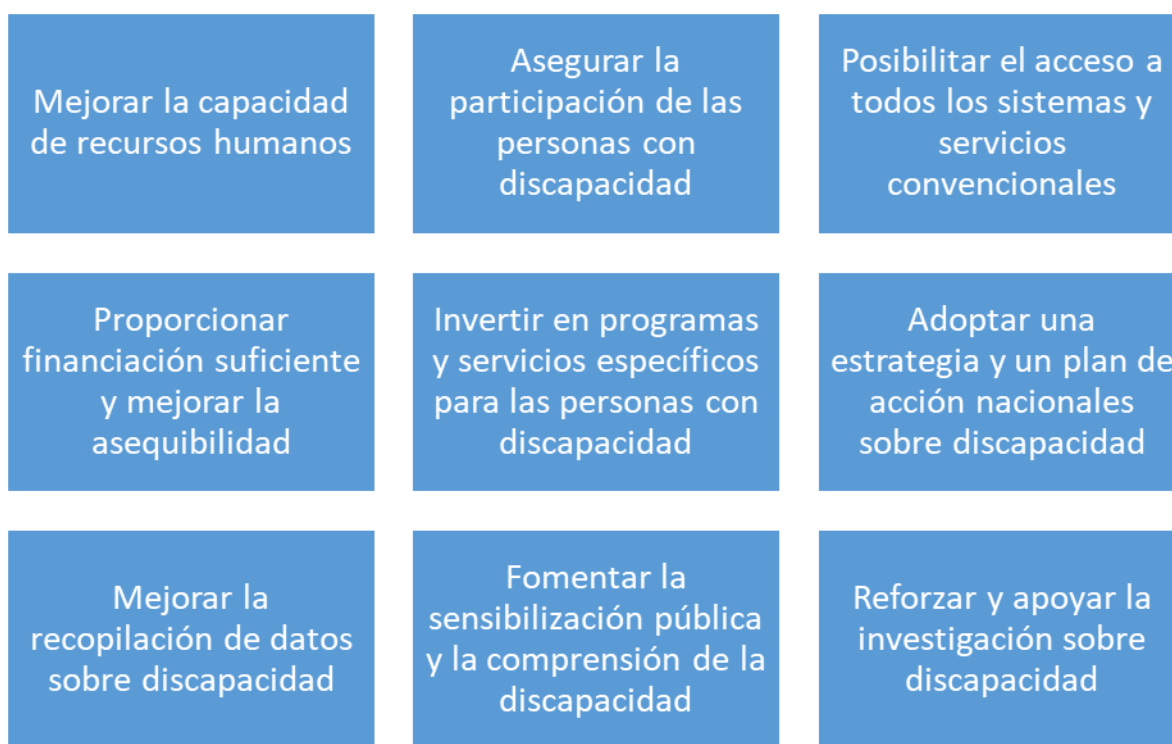 Mejorar la capacidad
de recursos humanos
Asegurar la
participación de las
personas con
discapacidad
Posibilitar el acceso a
todos los sistemas y
servicios
convencionales
Proporcionar
financiación suficiente
y mejorar la
asequibilidad
Invertir en programas
y servicios específicos
para las personas con
discapacidad
Adoptar una
estrategia y un plan de
acción nacionales
sobre discapacidad
Mejorar la
recopilación de datos
sobre discapacidad
Fomentar la
sensibilización pública
y la comprensión de la
discapacidad
Reforzar y apoyar la
investigación sobre
discapacidad